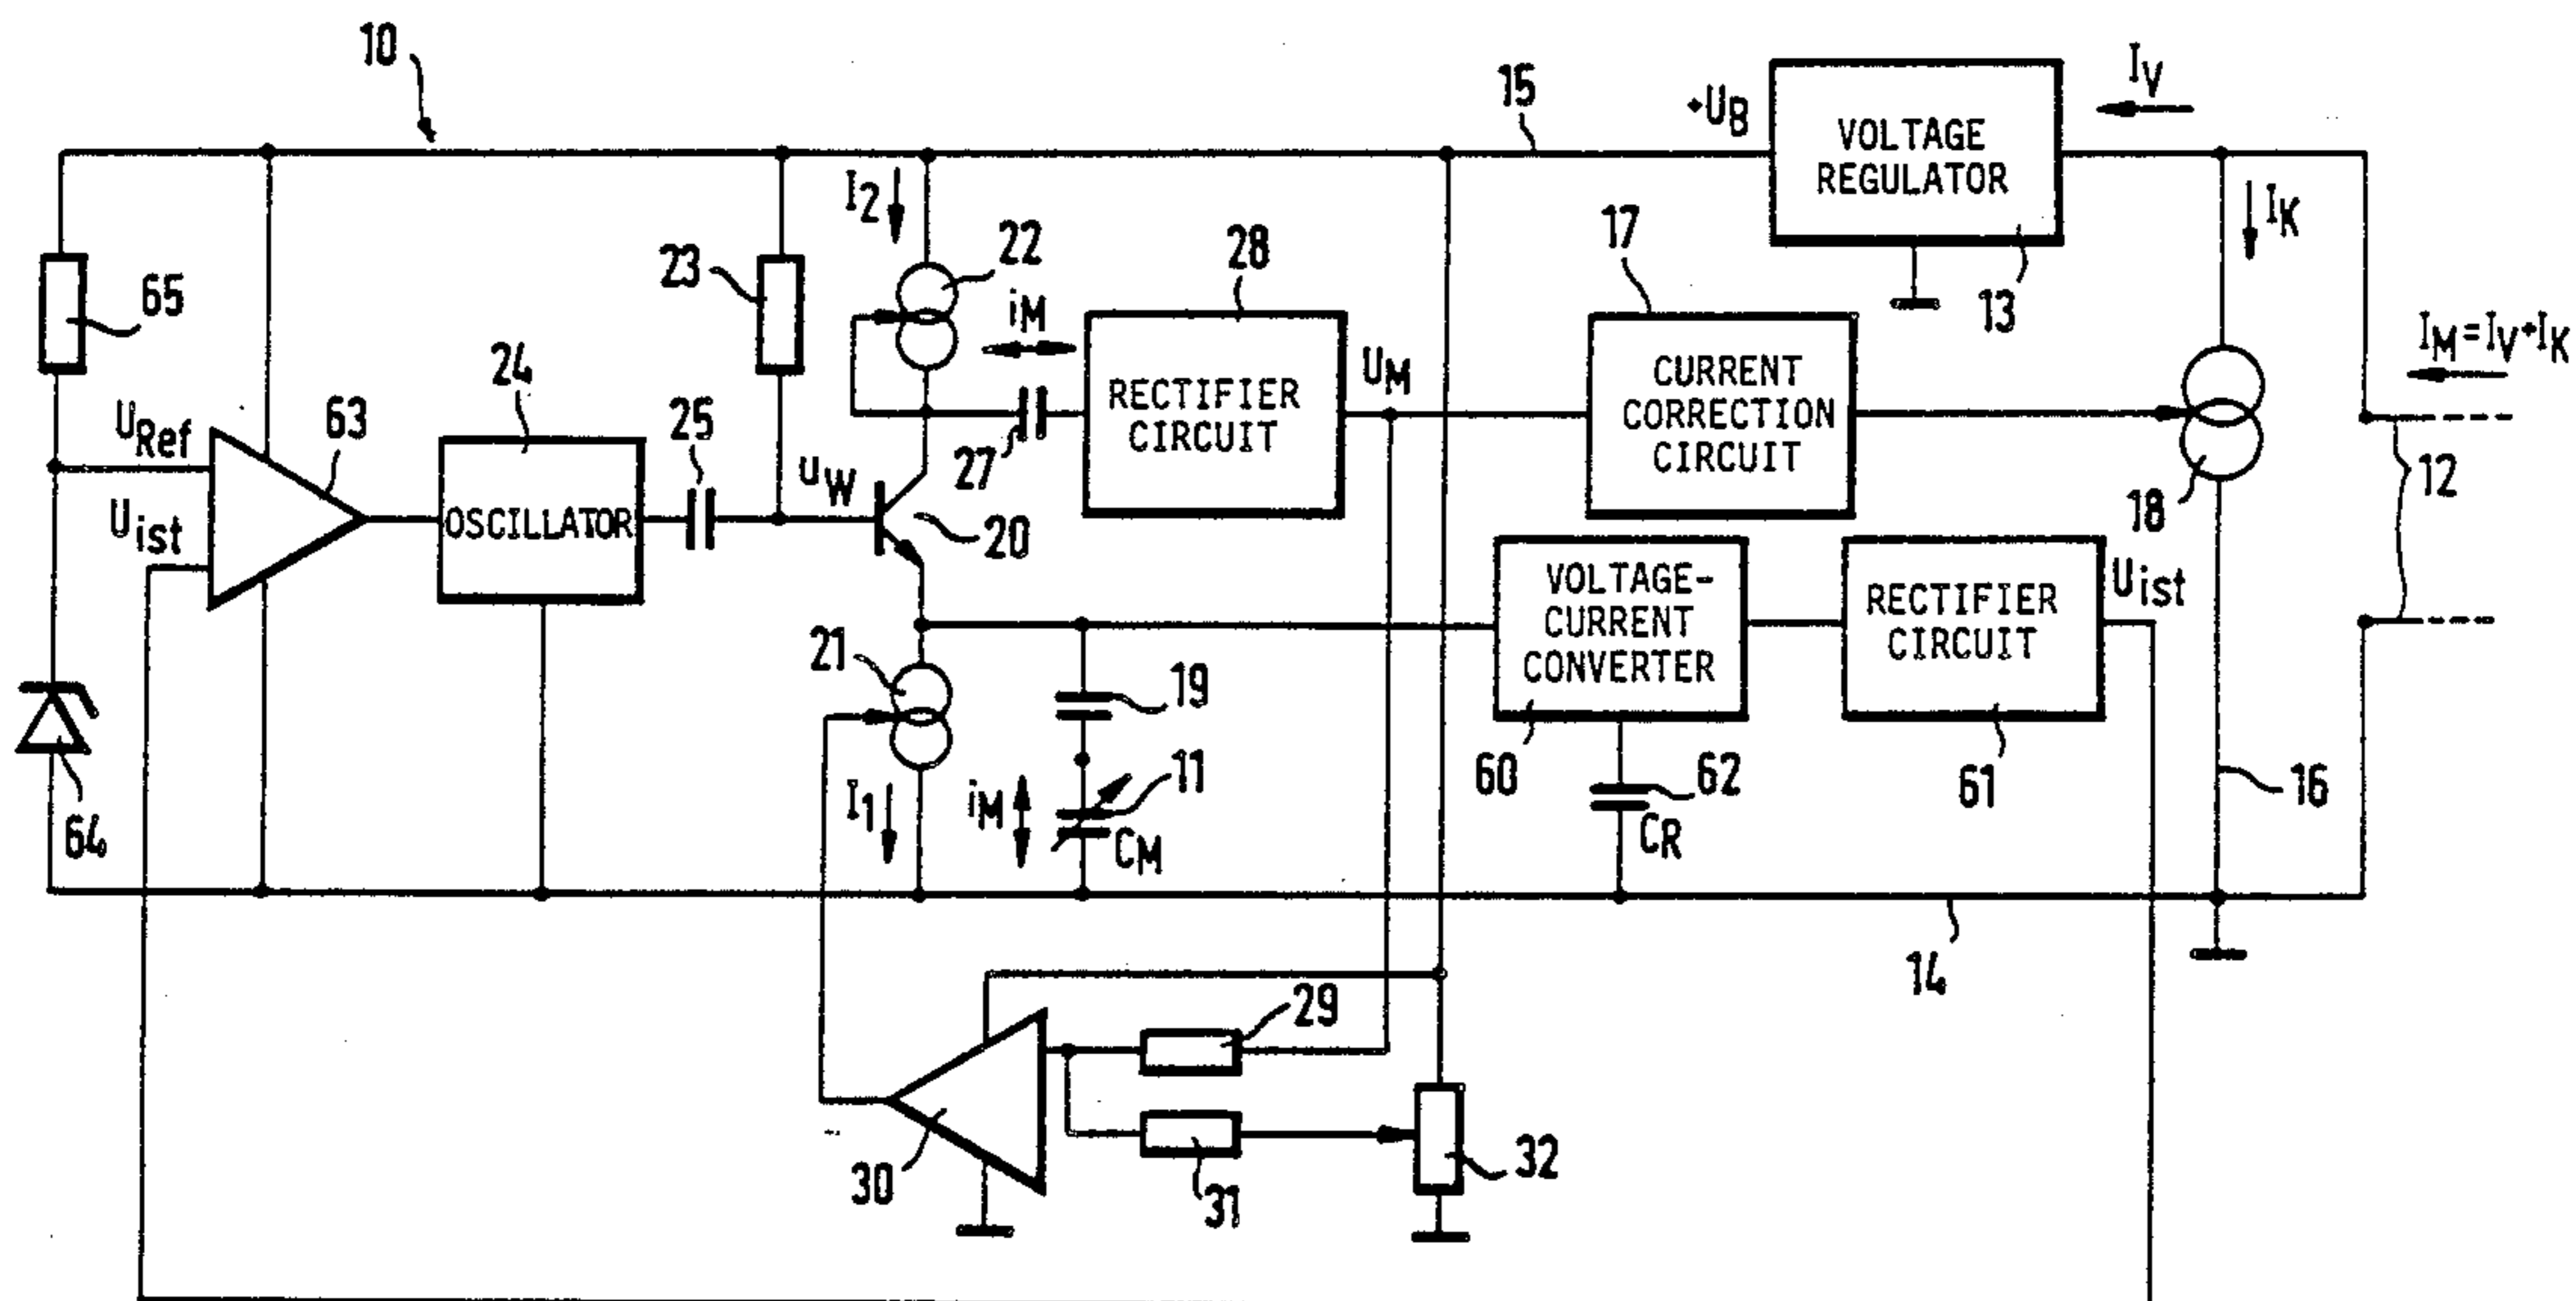 10
15
+UB
VOLTAGE
REGULATOR
IV
I2
22
23
28
17
13
IK
65
iM
IM=IV+IK
24
RECTIFIER
CIRCUIT
UM
CURRENT
CORRECTION
CIRCUIT
URef
63
25
27
12
Uist
OSCILLATOR
uW
20
18
VOLTAGE-
CURRENT
CONVERTER
RECTIFIER
CIRCUIT
Uist
21
19
60
62
61
16
64
I1
iM
11
CM
CR
14
29
30
31
32